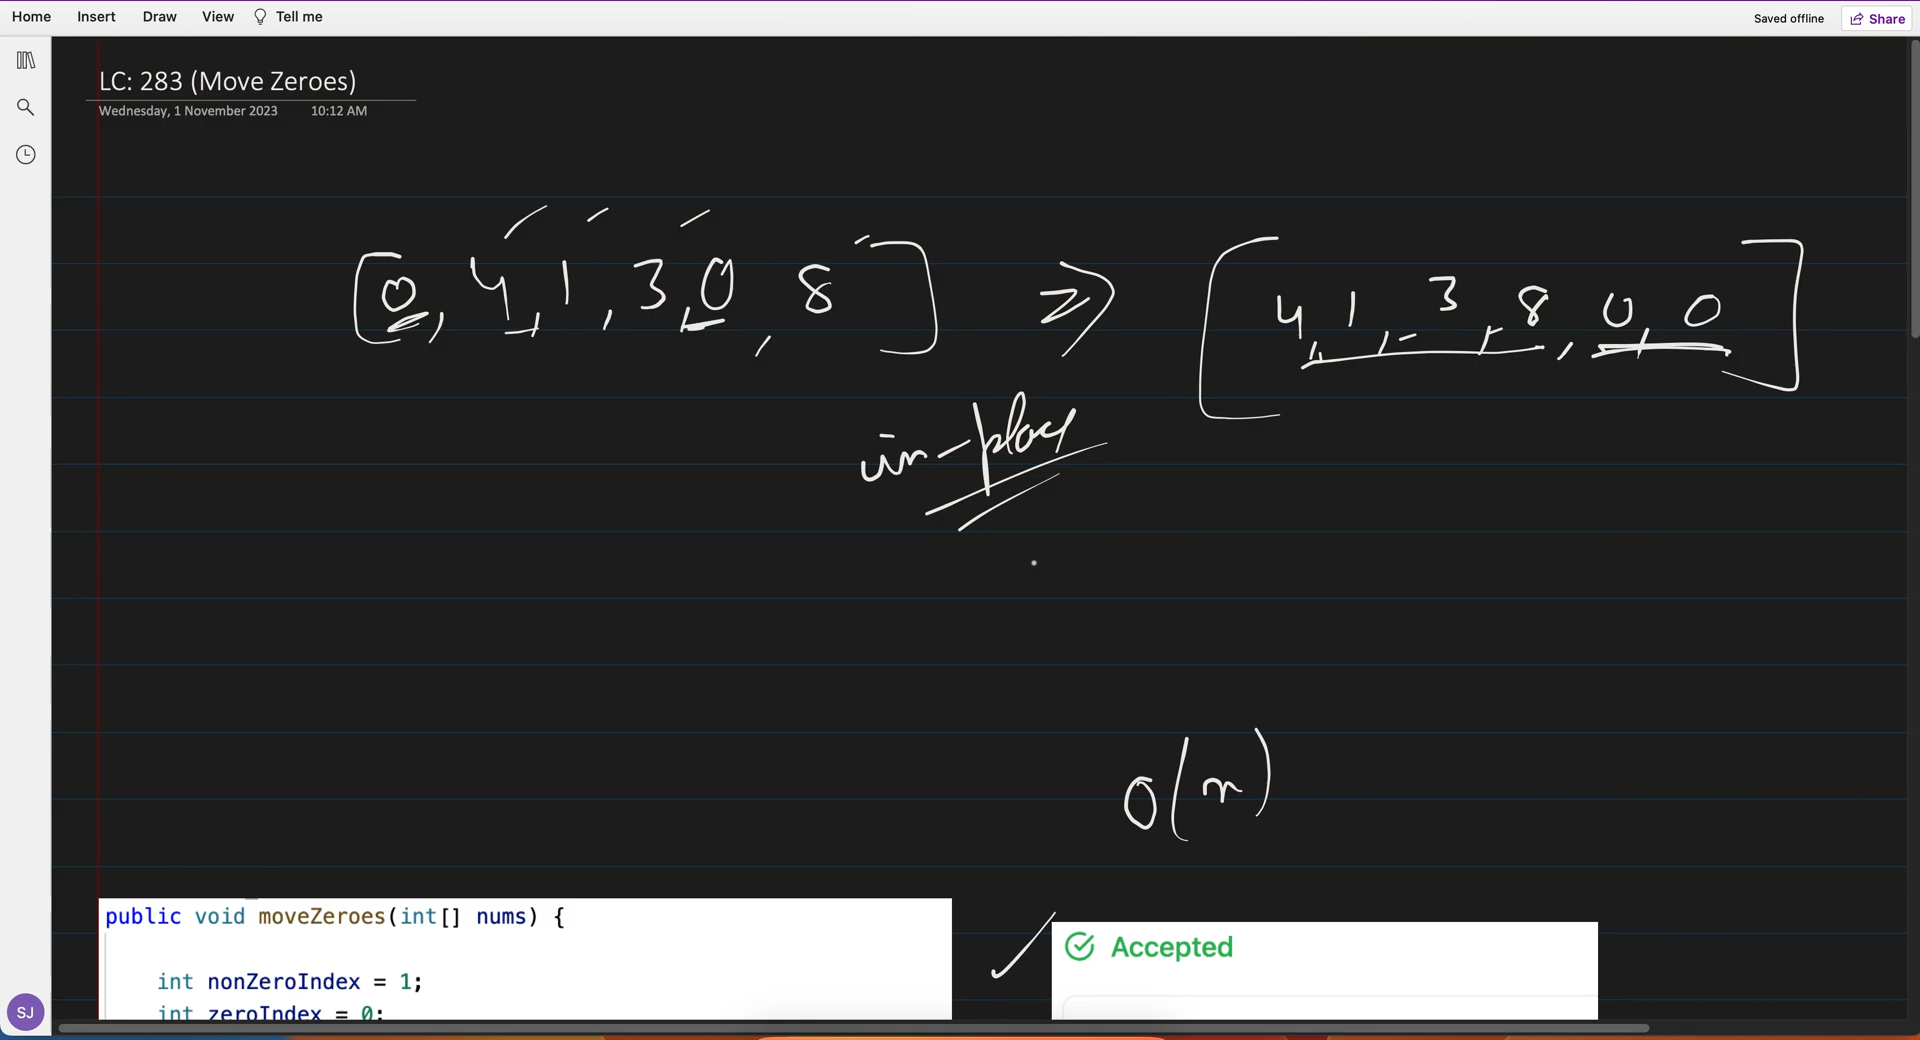 Home Insert Draw View Tell me Saved offline Share
LC: 283 (Move Zeroes)
Wednesday, 1 November 2023 10:12 AM
[0, 4, 1, 3, 0, 8] => [4, 1, 3, 8, 0, 0]
in-place
O(n)
public void moveZeroes(int[] nums) {
Accepted
int nonZeroIndex = 1;
int zeroIndex = 0;
SJ